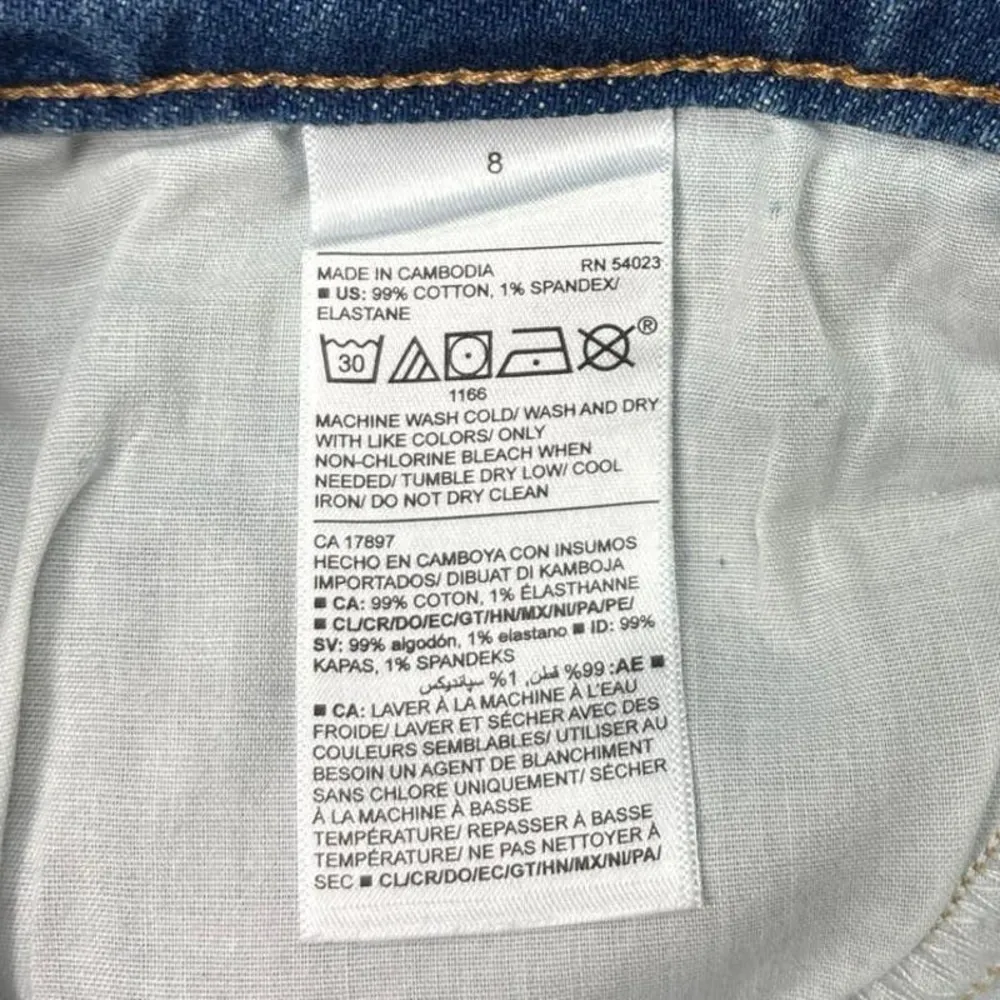 8
MADE IN CAMBODIA RN 54023
■ US: 99% COTTON, 1% SPANDEX/
ELASTANE
30 ®
1166
MACHINE WASH COLD/ WASH AND DRY
WITH LIKE COLORS/ ONLY
NON-CHLORINE BLEACH WHEN
NEEDED/ TUMBLE DRY LOW/ COOL
IRON/ DO NOT DRY CLEAN
CA 17897
HECHO EN CAMBOYA CON INSUMOS
IMPORTADOS/ DIBUAT DI KAMBOJA
■ CA: 99% COTON, 1% ÉLASTHANNE
■ CL/CR/DO/EC/GT/HN/MX/NI/PA/PE/
SV: 99% algodón, 1% elastano ■ ID: 99%
KAPAS, 1% SPANDEKS
■ AE: 99% قطن, 1% سپاندیکس
■ CA: LAVER À LA MACHINE À L'EAU
FROIDE/ LAVER ET SÉCHER AVEC DES
COULEURS SEMBLABLES/ UTILISER AU
BESOIN UN AGENT DE BLANCHIMENT
SANS CHLORE UNIQUEMENT/ SÉCHER
À LA MACHINE À BASSE
TEMPÉRATURE/ REPASSER À BASSE
TEMPÉRATURE/ NE PAS NETTOYER À
SEC ■ CL/CR/DO/EC/GT/HN/MX/NI/PA/